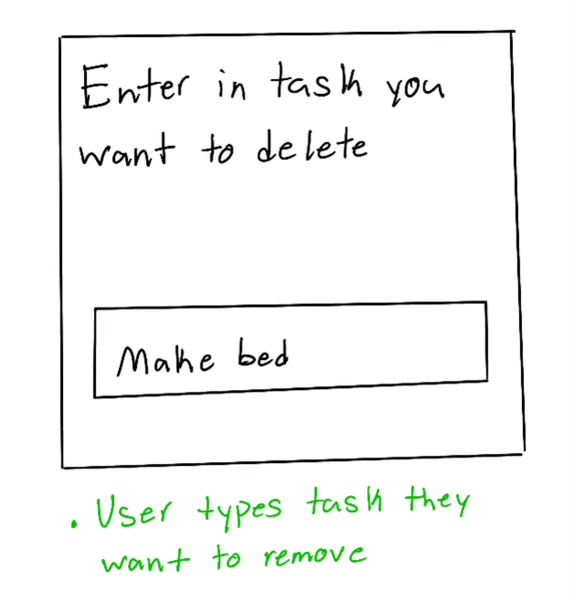 Enter in task you
want to delete
Make bed
. User types task they
want to remove